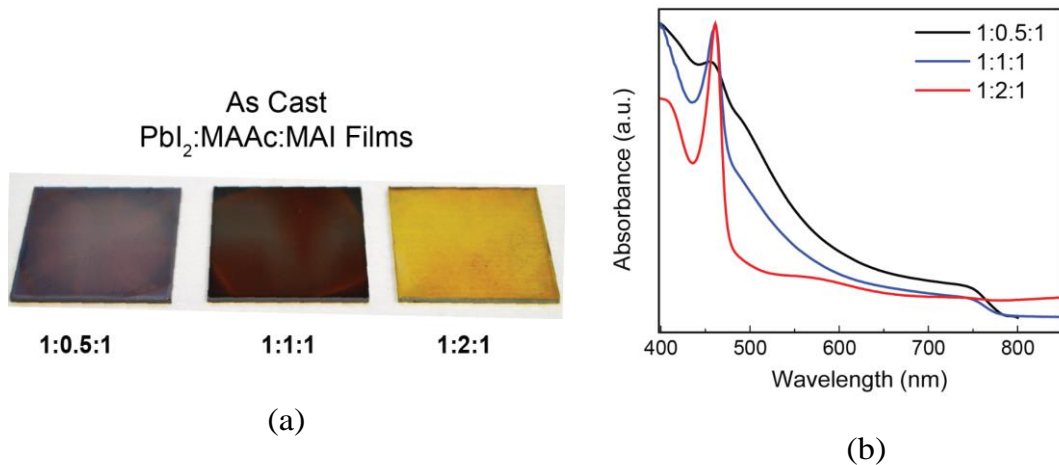 As Cast
PbI₂:MAAc:MAI Films
1:0.5:1
1:1:1
1:2:1
(a)
1:0.5:1
1:1:1
1:2:1
Absorbance (a.u.)
400
500
600
700
800
Wavelength (nm)
(b)